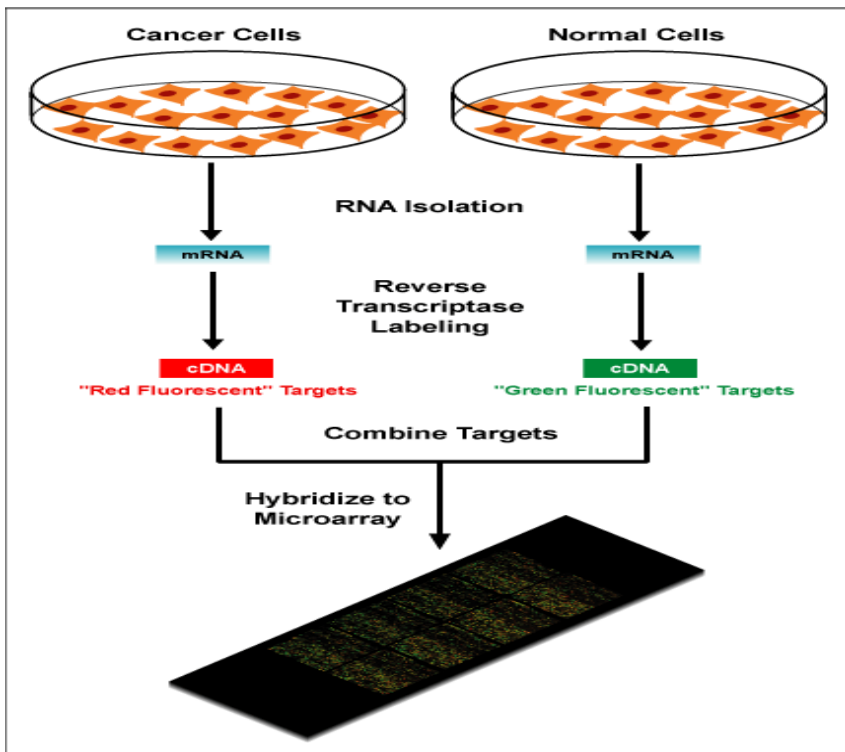 Cancer Cells
Normal Cells
RNA Isolation
mRNA
mRNA
Reverse
Transcriptase
Labeling
cDNA
cDNA
"Red Fluorescent" Targets
"Green Fluorescent" Targets
Combine Targets
Hybridize to
Microarray